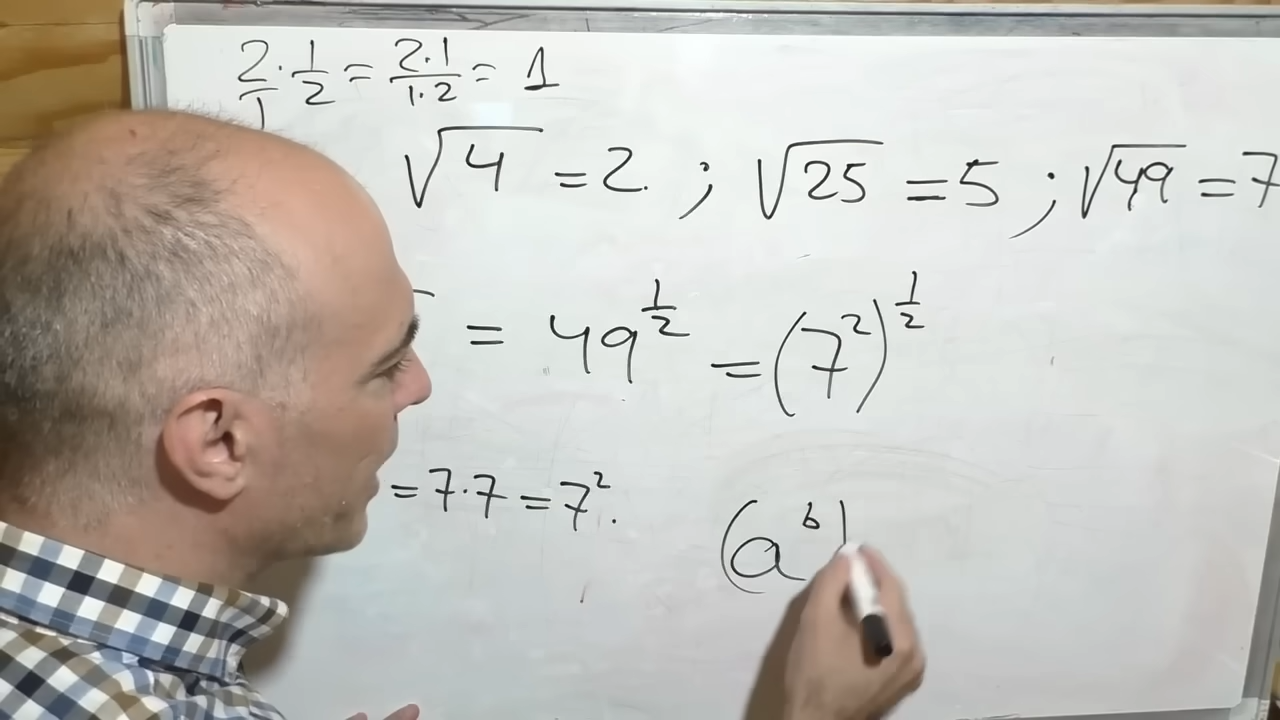 2/1 · 1/2 = 2·1/1·2 = 1
√4 = 2. ; √25 = 5 ; √49 = 7
= 49^(1/2) = (7²)^(1/2)
= 7·7 = 7².
(a^b)